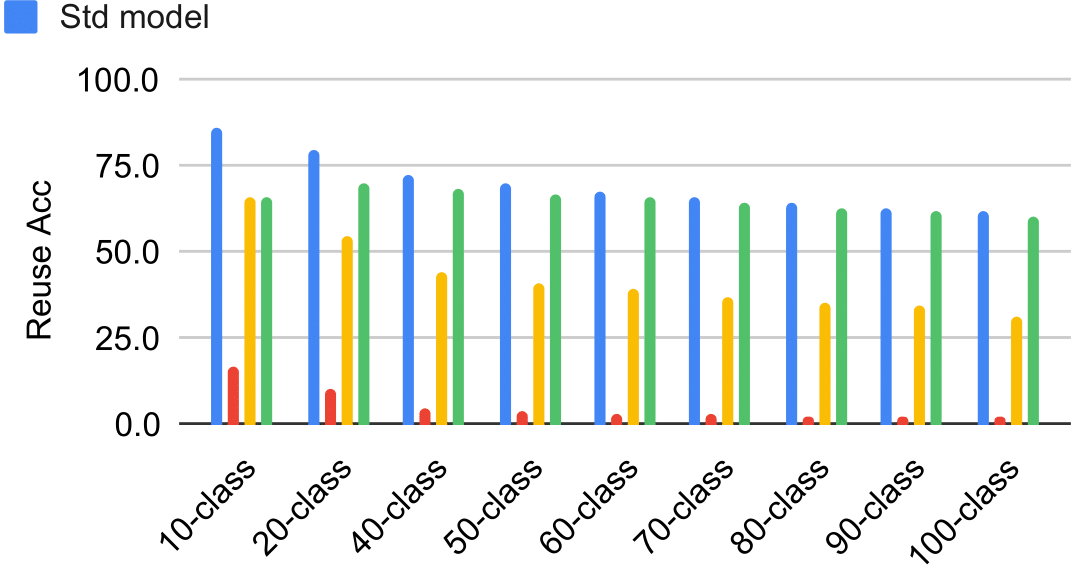 Std model
100.0
75.0
50.0
25.0
0.0
Reuse Acc
10-class
20-class
40-class
50-class
60-class
70-class
80-class
90-class
100-class